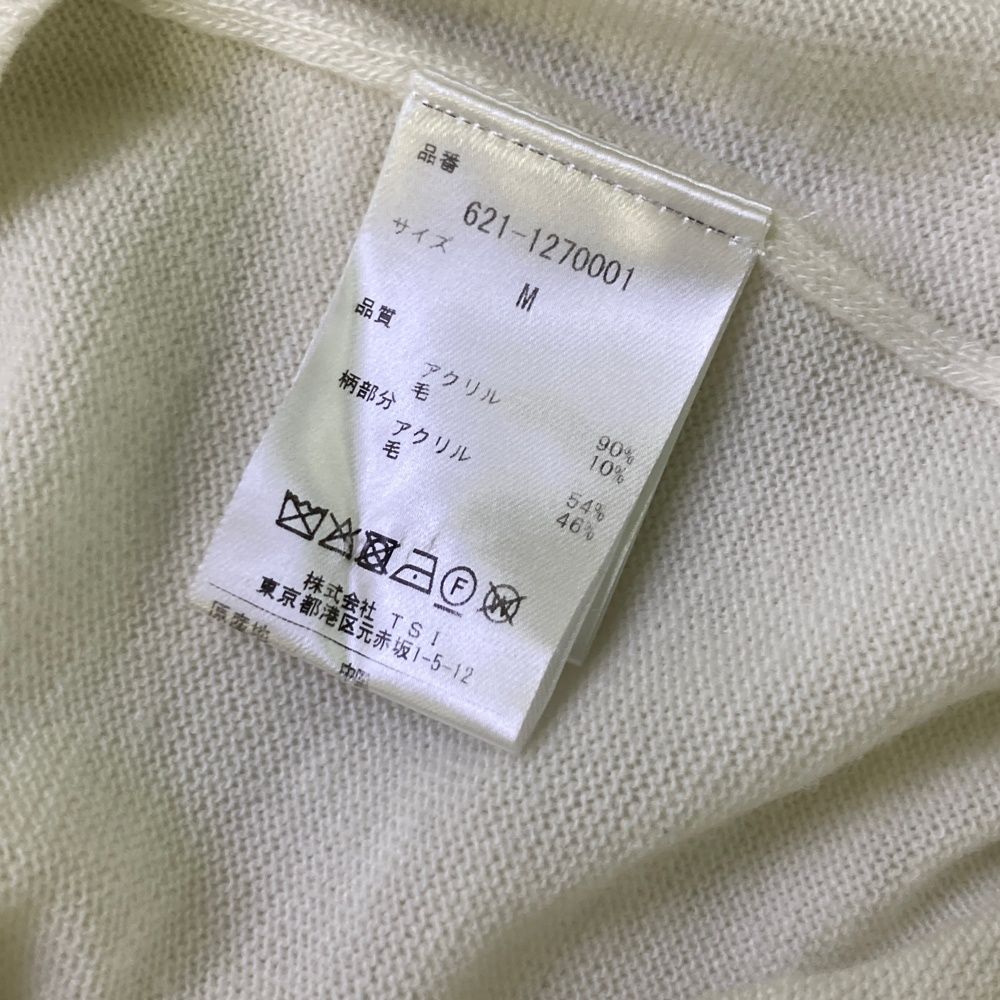 品番
621-1270001
サイズ
M
品質
アクリル 90%
毛 10%
柄部分
アクリル 54%
毛 46%
F
W
株式会社 TSI
東京都港区元赤坂1-5-12
原産地
中国